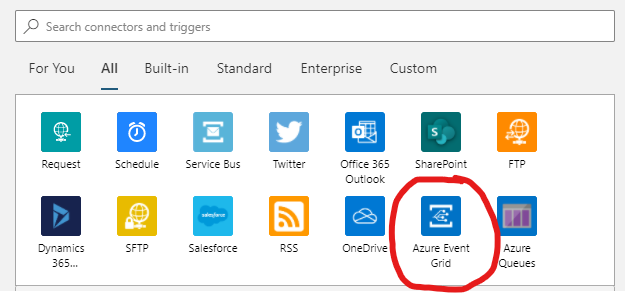 Search connectors and triggers
For You All Built-in Standard Enterprise Custom
Request Schedule Service Bus Twitter Office 365 SharePoint FTP
Outlook
salesforce
Dynamics SFTP Salesforce RSS OneDrive Azure Event Azure
365... Grid Queues